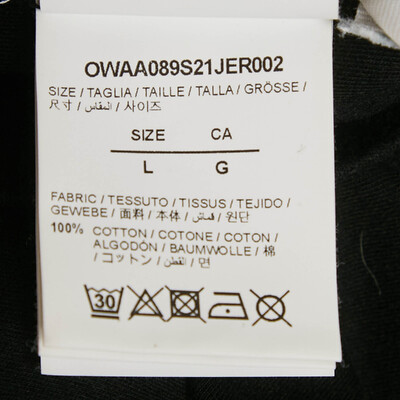 OWAA089S21JER002
SIZE / TAGLIA / TAILLE / TALLA / GRÖSSE /
尺寸 / المقاس / 사이즈
SIZE CA
L G
FABRIC / TESSUTO / TISSUS / TEJIDO /
GEWEBE / 面料 / 本体 / قماش / 원단
100% COTTON / COTONE / COTON /
ALGODÓN / BAUMWOLLE / 棉
/ コットン / القطن / 면
30